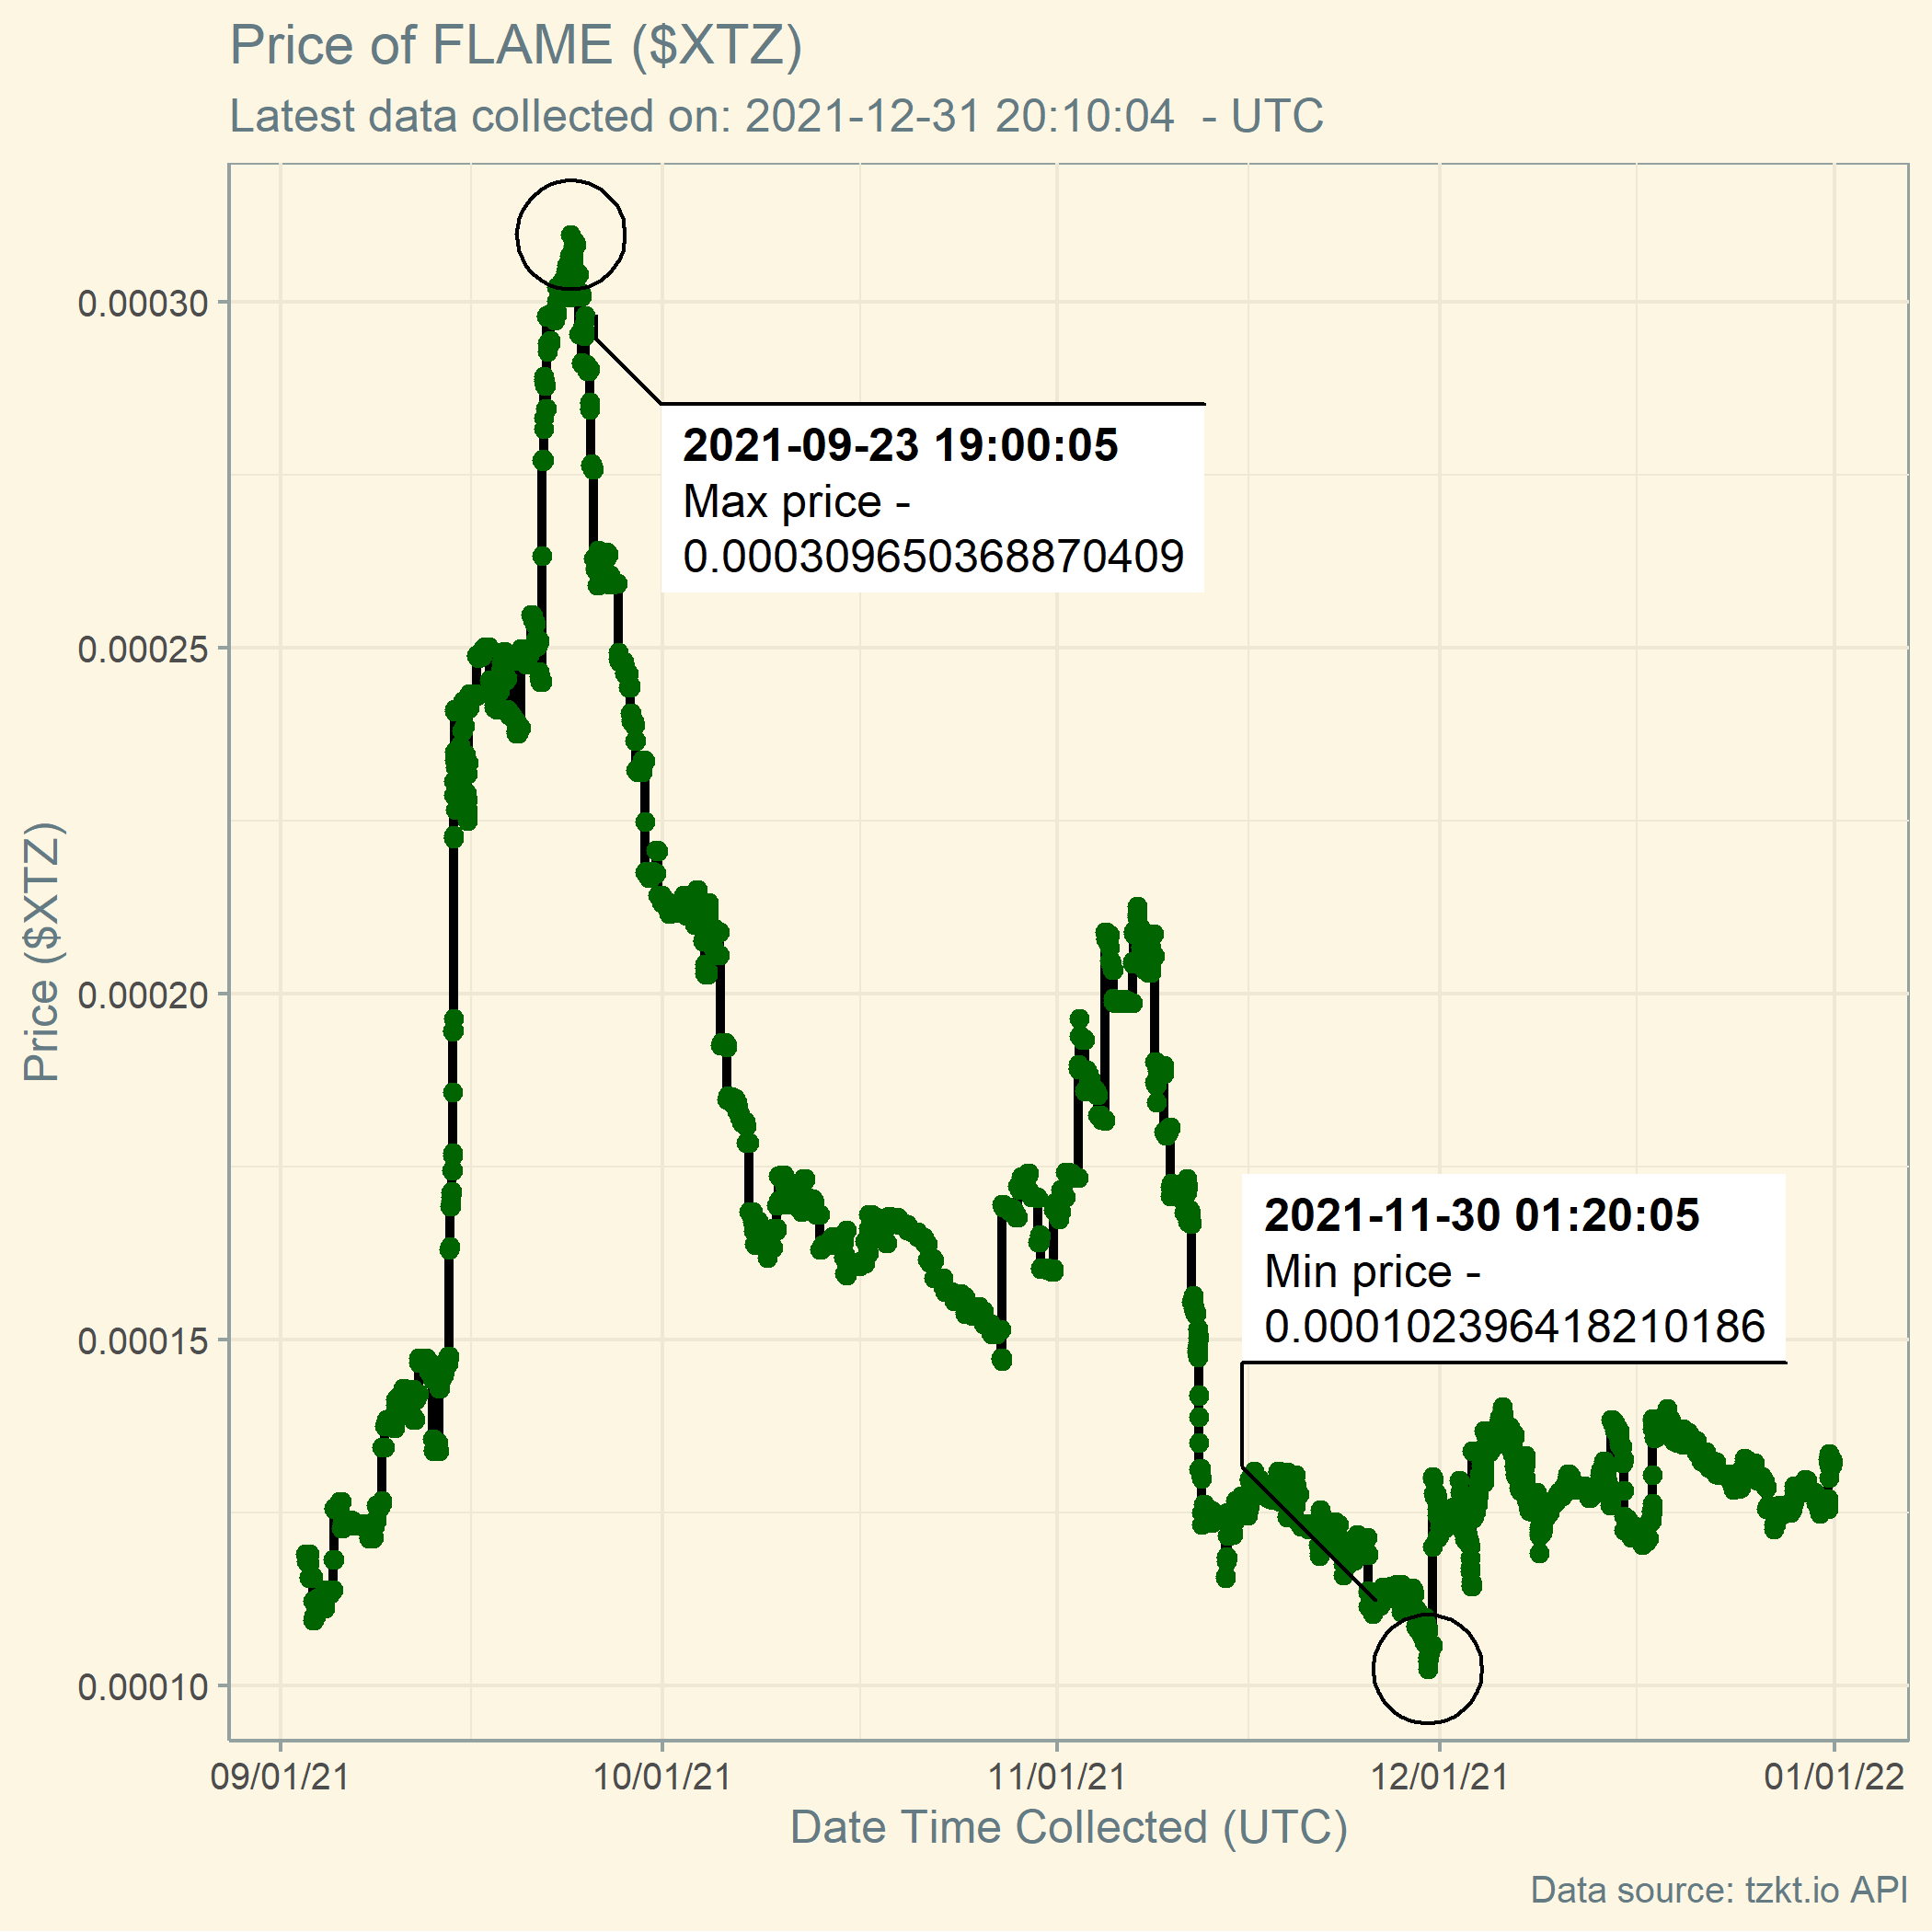 Price of FLAME ($XTZ)
Latest data collected on: 2021-12-31 20:10:04  - UTC
0.00030
2021-09-23 19:00:05
Max price -
0.000309650368870409
0.00025
Price ($XTZ)
0.00020
2021-11-30 01:20:05
Min price -
0.000102396418210186
0.00015
0.00010
09/01/21 10/01/21 11/01/21 12/01/21 01/01/22
Date Time Collected (UTC)
Data source: tzkt.io API